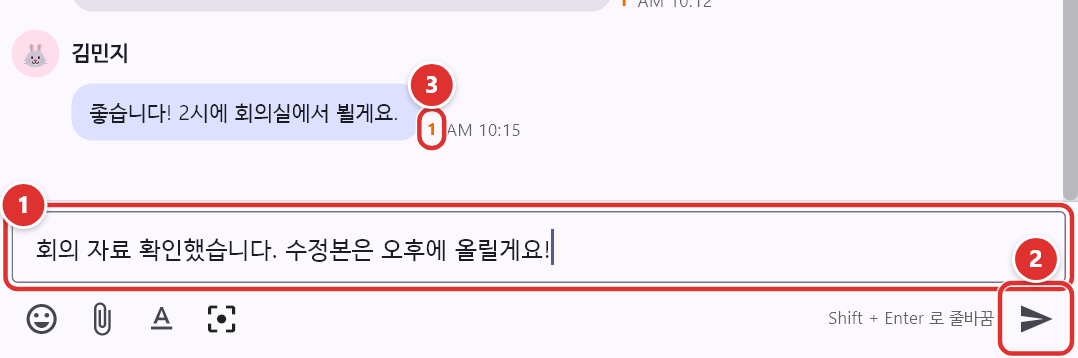 1 AM 10:12
김민지
3
좋습니다! 2시에 회의실에서 뵐게요.
1 AM 10:15
1
회의 자료 확인했습니다. 수정본은 오후에 올릴게요!
2
A
Shift + Enter 로 줄바꿈